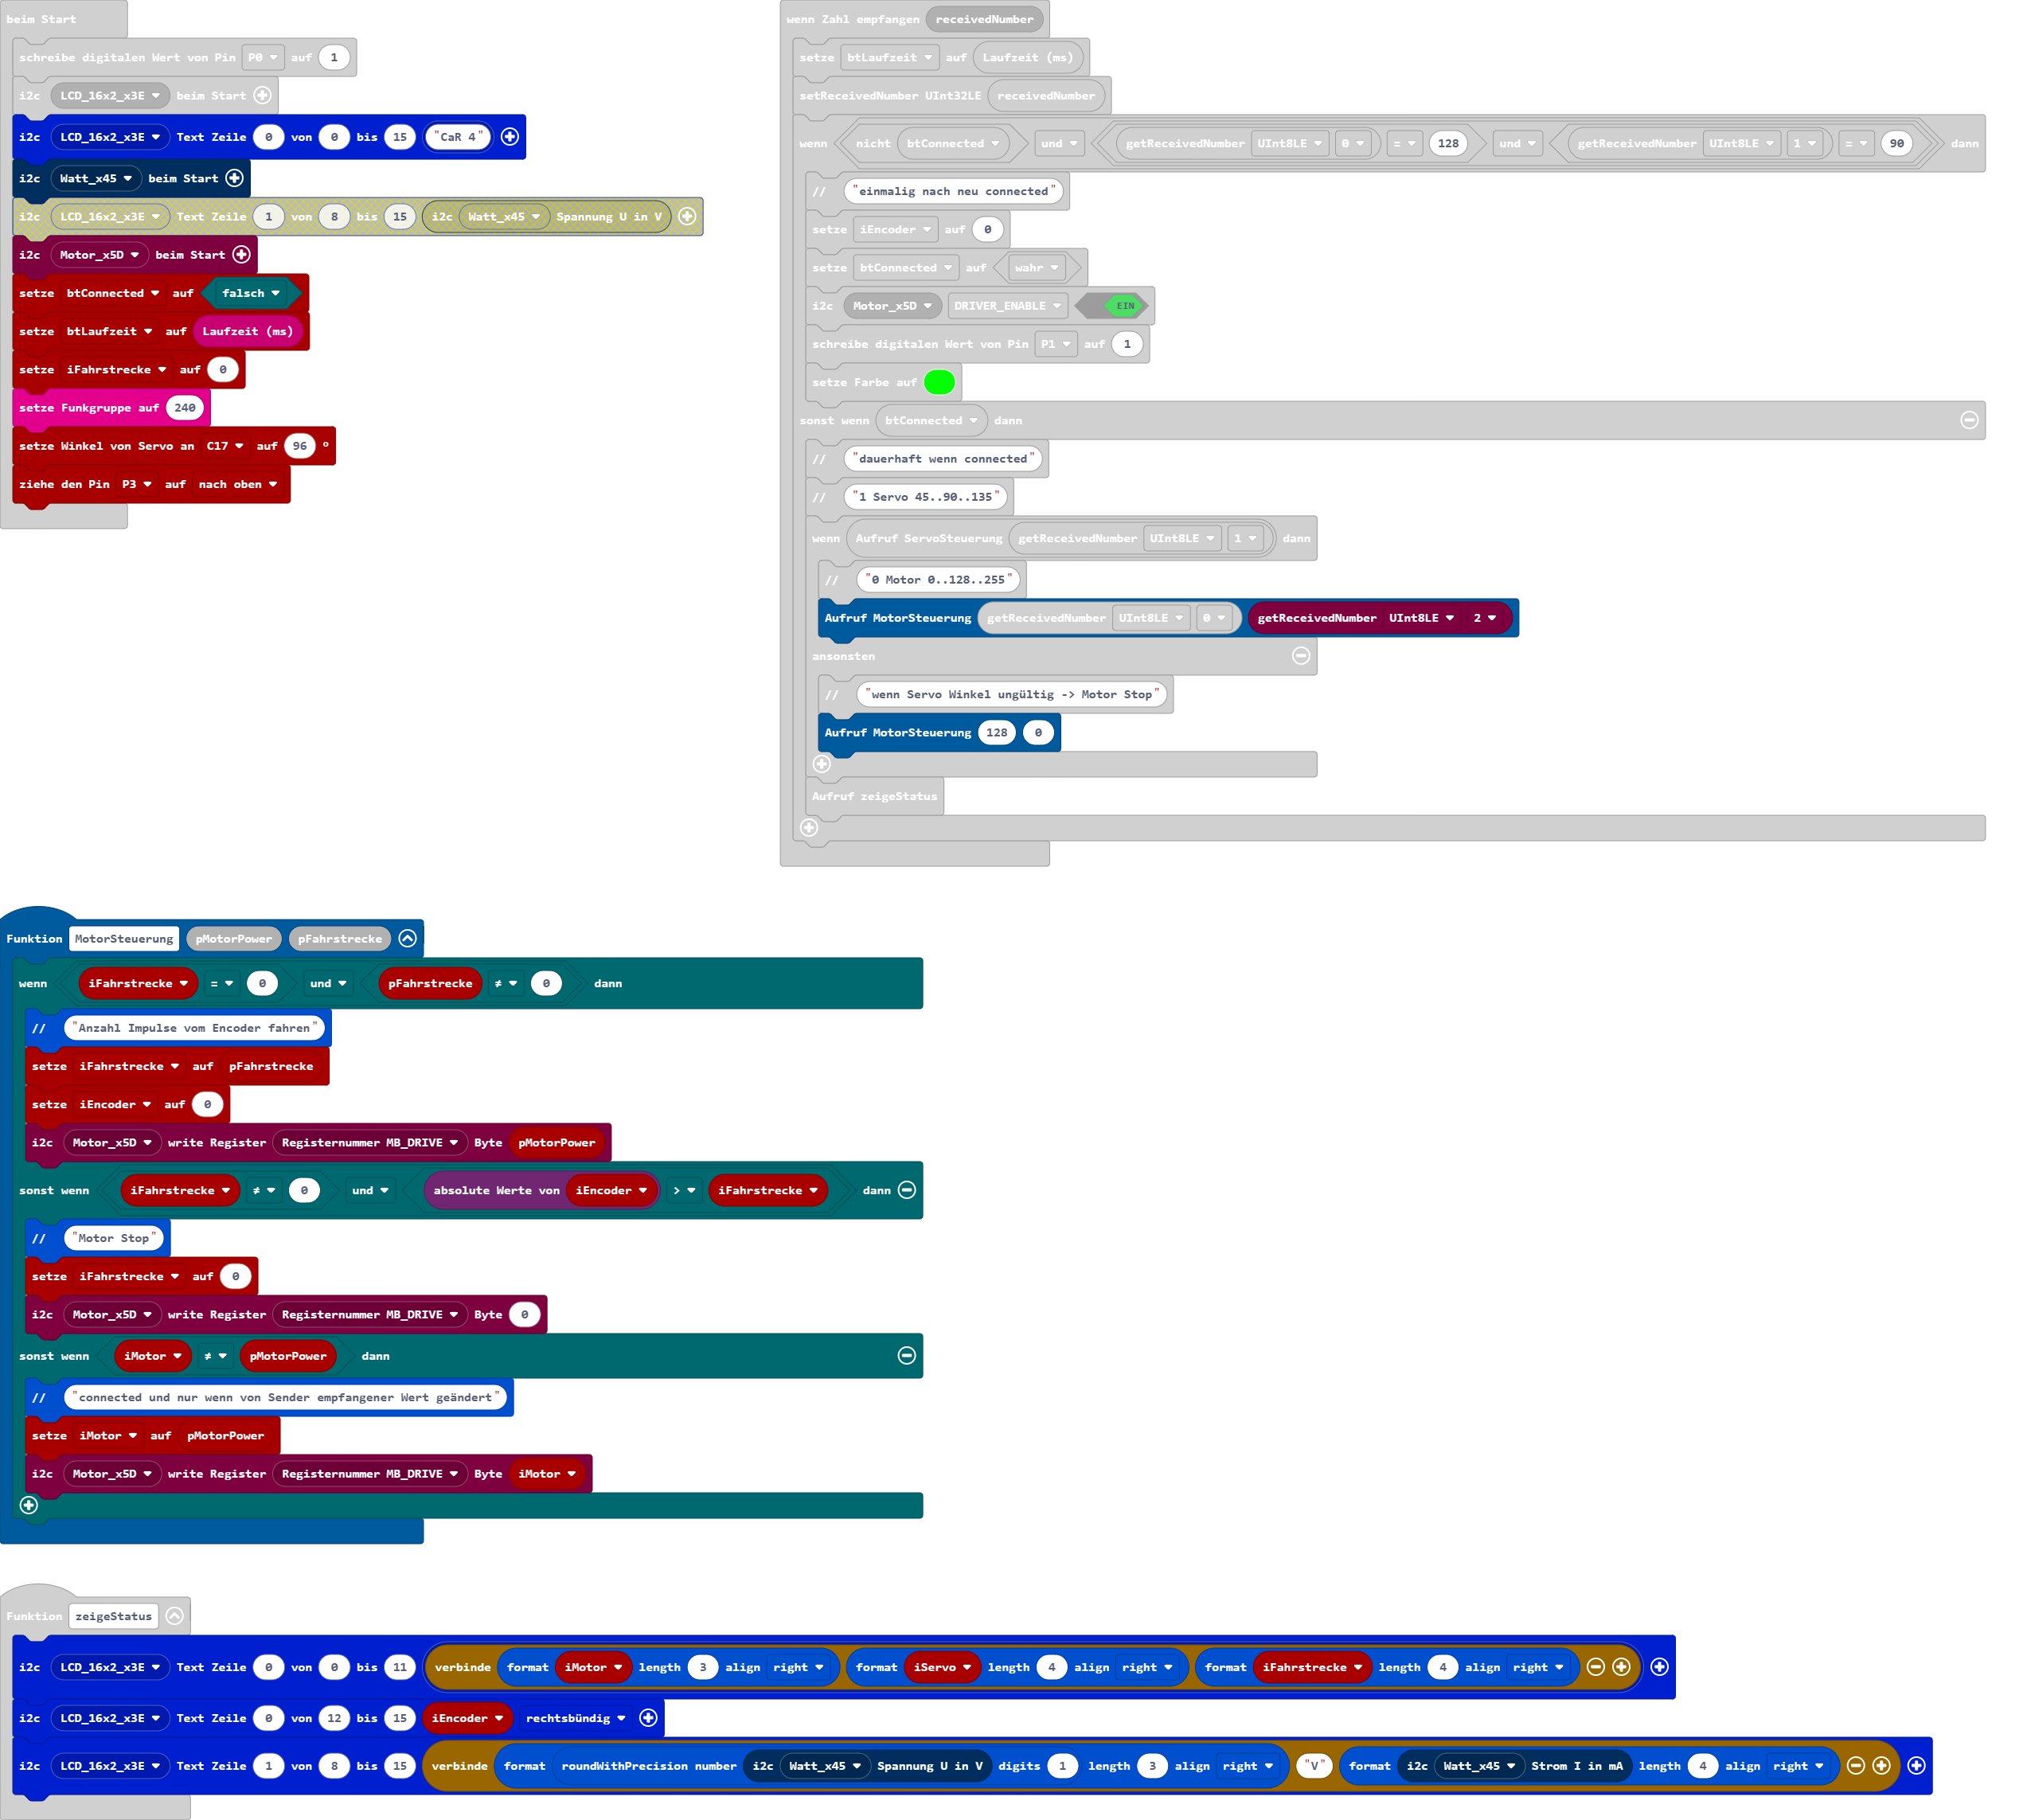 beim Start
schreibe digitalen Wert von Pin P0 auf 1
i2c LCD_16x2_x3E beim Start
i2c LCD_16x2_x3E Text Zeile 0 von 0 bis 15 "CaR 4"
i2c Watt_x45 beim Start
i2c LCD_16x2_x3E Text Zeile 1 von 8 bis 15 i2c Watt_x45 Spannung U in V
i2c Motor_x5D beim Start
setze btConnected auf falsch
setze btLaufzeit auf Laufzeit (ms)
setze iFahrstrecke auf 0
setze Funkgruppe auf 240
setze Winkel von Servo an C17 auf 96 °
ziehe den Pin P3 auf nach oben
wenn Zahl empfangen receivedNumber
setze btLaufzeit auf Laufzeit (ms)
setReceivedNumber UInt32LE receivedNumber
wenn nicht btConnected und getReceivedNumber UInt8LE 0 = 128 und getReceivedNumber UInt8LE 1 = 90 dann
// "einmalig nach neu connected"
setze iEncoder auf 0
setze btConnected auf wahr
i2c Motor_x5D DRIVER_ENABLE EIN
schreibe digitalen Wert von Pin P1 auf 1
setze Farbe auf
sonst wenn btConnected dann
// "dauerhaft wenn connected"
// "1 Servo 45..90..135"
wenn Aufruf ServoSteuerung getReceivedNumber UInt8LE 1 dann
// "0 Motor 0..128..255"
Aufruf MotorSteuerung getReceivedNumber UInt8LE 0 getReceivedNumber UInt8LE 2
ansonsten
// "wenn Servo Winkel ungültig -> Motor Stop"
Aufruf MotorSteuerung 128 0
Aufruf zeigeStatus
Funktion MotorSteuerung pMotorPower pFahrstrecke
wenn iFahrstrecke = 0 und pFahrstrecke ≠ 0 dann
// "Anzahl Impulse vom Encoder fahren"
setze iFahrstrecke auf pFahrstrecke
setze iEncoder auf 0
i2c Motor_x5D write Register Registernummer MB_DRIVE Byte pMotorPower
sonst wenn iFahrstrecke ≠ 0 und absolute Werte von iEncoder > iFahrstrecke dann
// "Motor Stop"
setze iFahrstrecke auf 0
i2c Motor_x5D write Register Registernummer MB_DRIVE Byte 0
sonst wenn iMotor ≠ pMotorPower dann
// "connected und nur wenn von Sender empfangener Wert geändert"
setze iMotor auf pMotorPower
i2c Motor_x5D write Register Registernummer MB_DRIVE Byte iMotor
Funktion zeigeStatus
i2c LCD_16x2_x3E Text Zeile 0 von 0 bis 11 verbinde format iMotor length 3 align right format iServo length 4 align right format iFahrstrecke length 4 align right
i2c LCD_16x2_x3E Text Zeile 0 von 12 bis 15 iEncoder rechtsbündig
i2c LCD_16x2_x3E Text Zeile 1 von 8 bis 15 verbinde format roundWithPrecision number i2c Watt_x45 Spannung U in V digits 1 length 3 align right "V" format i2c Watt_x45 Strom I in mA length 4 align right